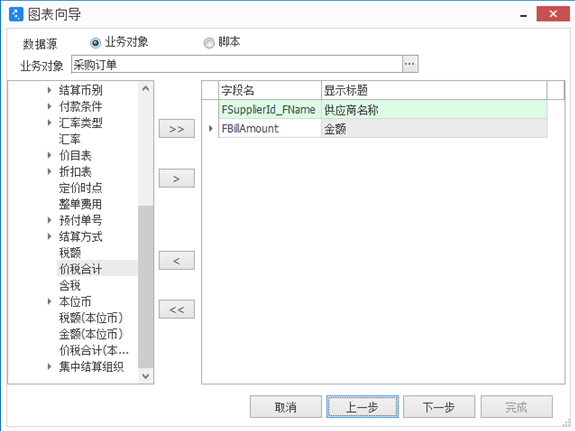 图表向导
数据源 业务对象 脚本
业务对象 采购订单 ...
结算币别
付款条件
汇率类型
汇率
价目表
折扣表
定价时点
整单费用
预付单号
结算方式
税额
价税合计
含税
本位币
税额(本位币)
金额(本位币)
价税合计(本...
集中结算组织
>>
>
<
<<
字段名 显示标题
FSupplierId_FName 供应商名称
FBillAmount 金额
取消 上一步 下一步 完成